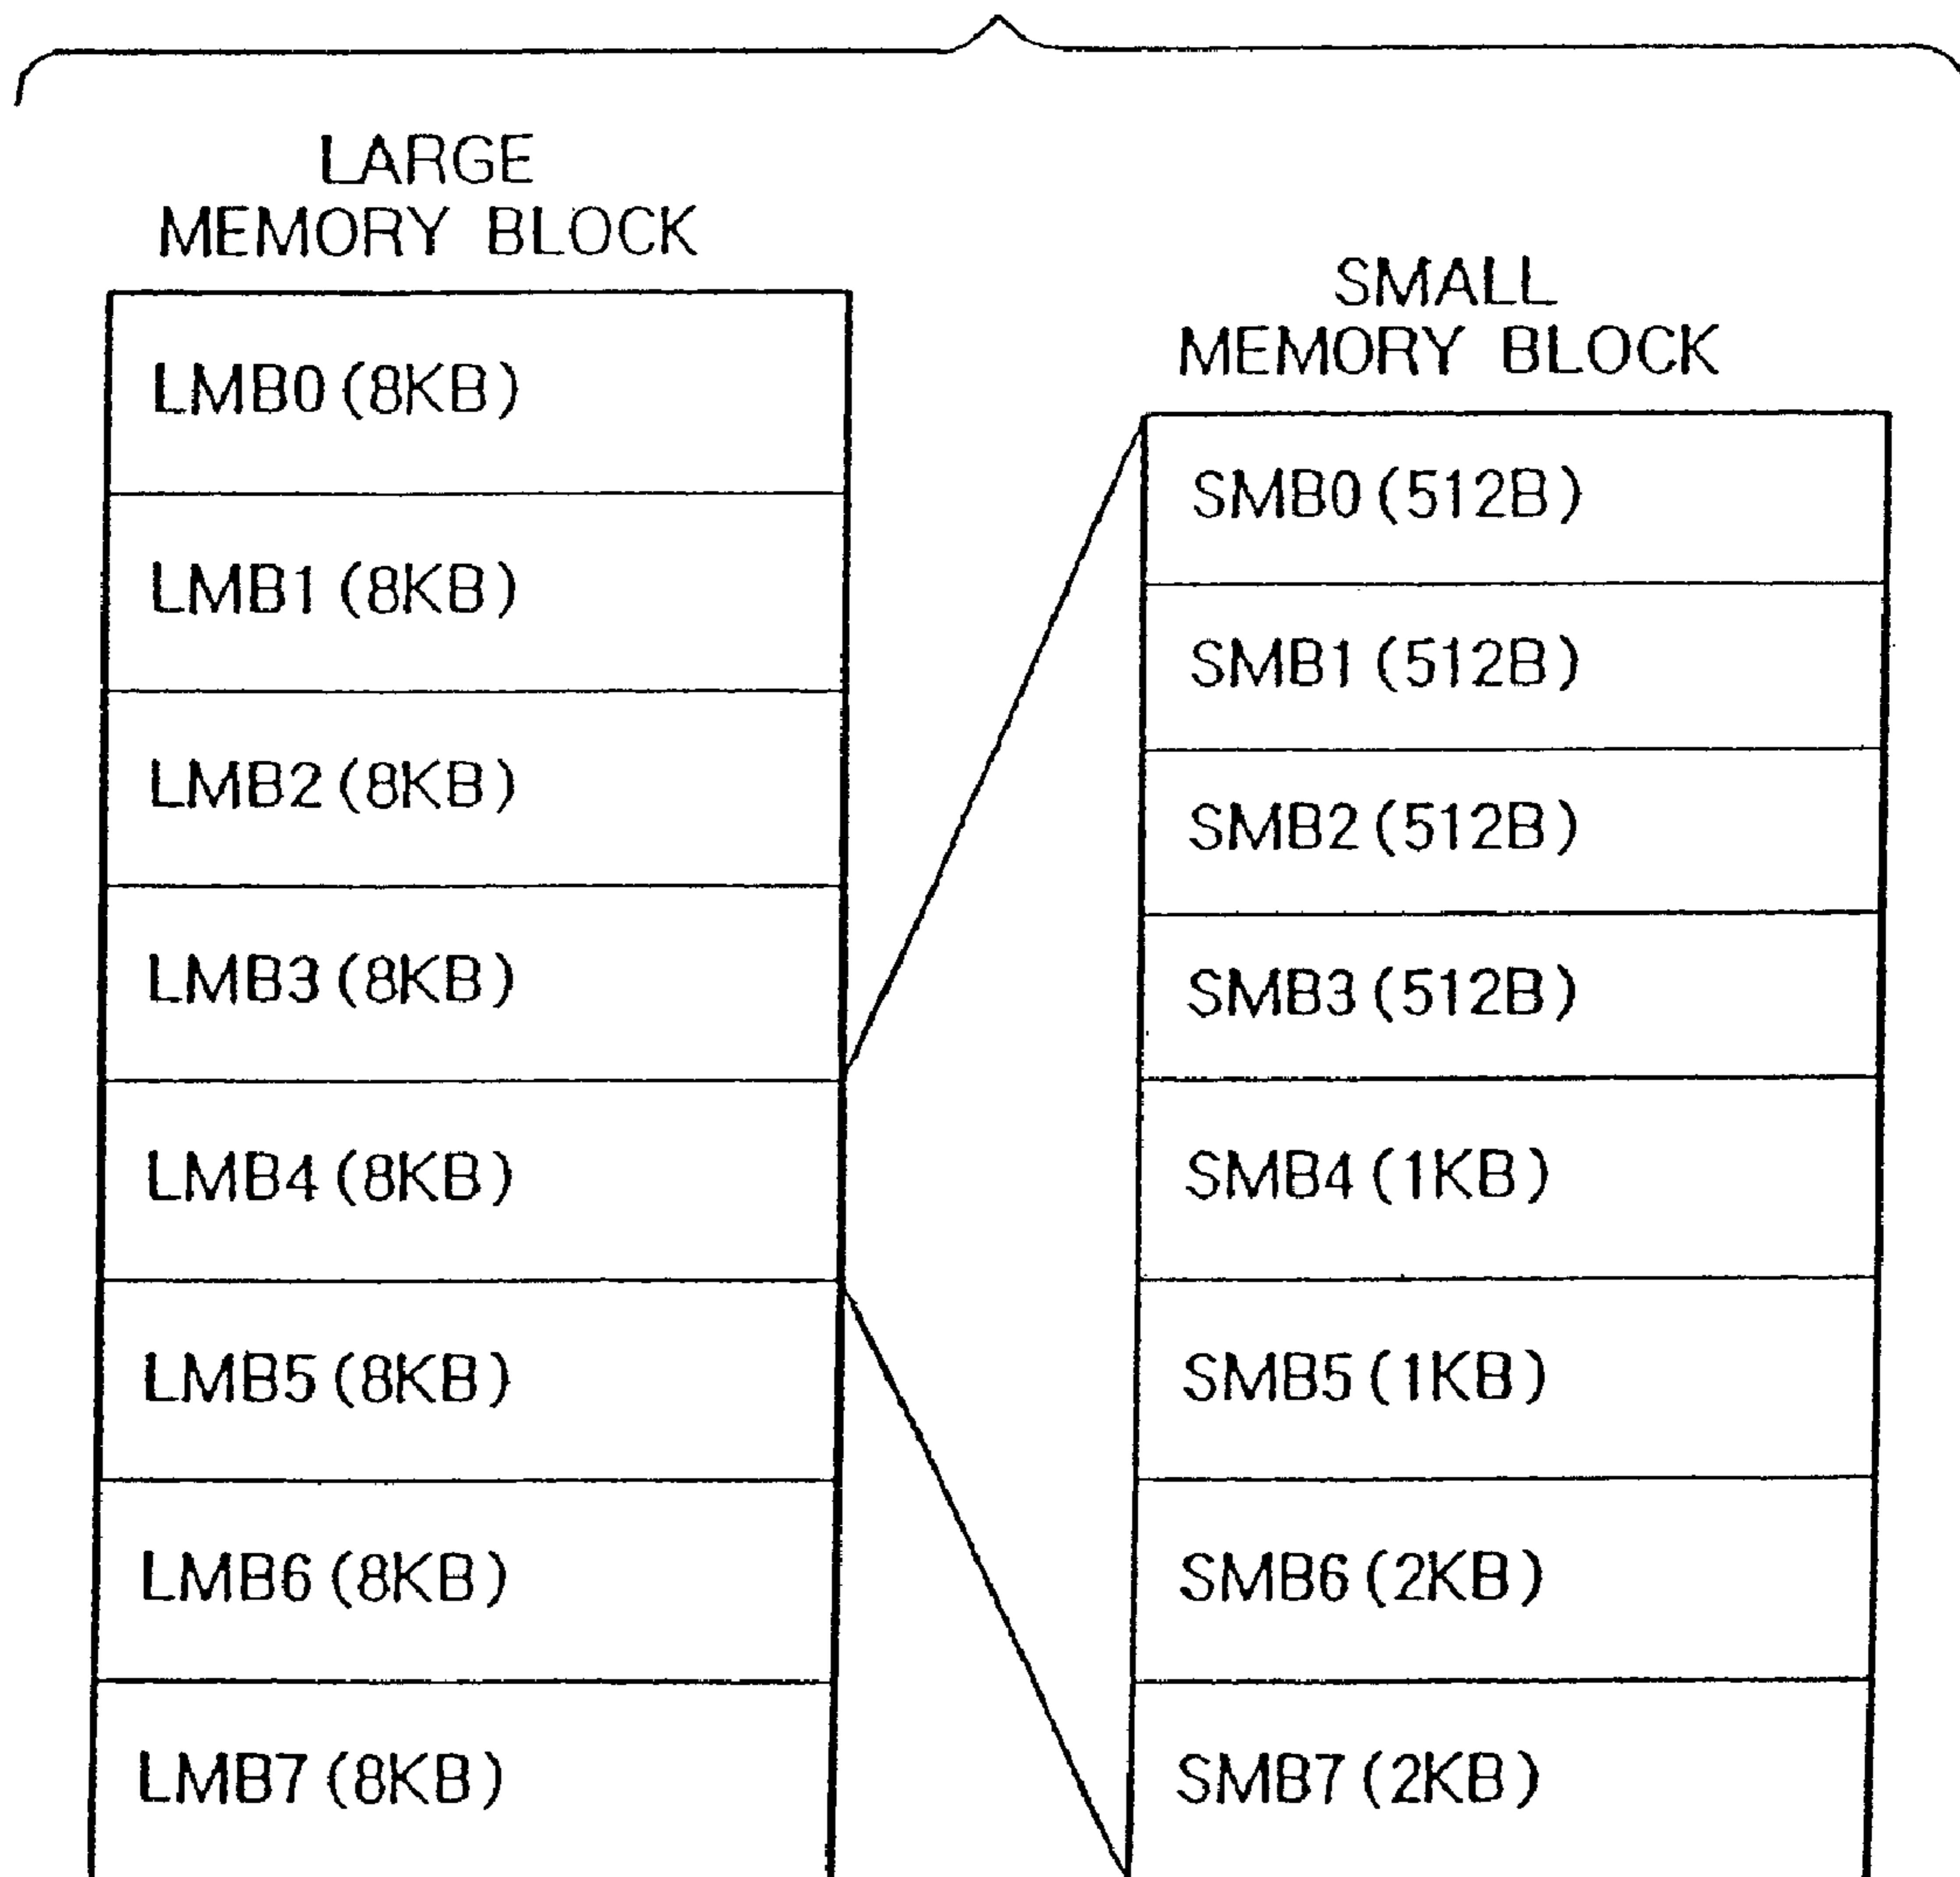 LARGE
MEMORY BLOCK
LMB0(8KB)
LMB1(8KB)
LMB2(8KB)
LMB3(8KB)
LMB4(8KB)
LMB5(8KB)
LMB6(8KB)
LMB7(8KB)
SMALL
MEMORY BLOCK
SMB0(512B)
SMB1(512B)
SMB2(512B)
SMB3(512B)
SMB4(1KB)
SMB5(1KB)
SMB6(2KB)
SMB7(2KB)